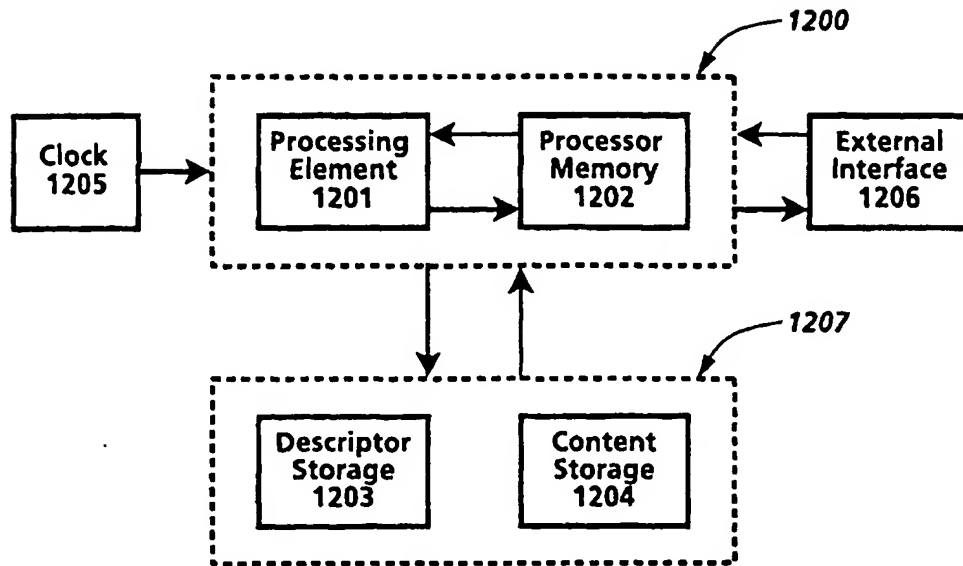 1200
Clock
1205
Processing
Element
1201
Processor
Memory
1202
External
Interface
1206
1207
Descriptor
Storage
1203
Content
Storage
1204